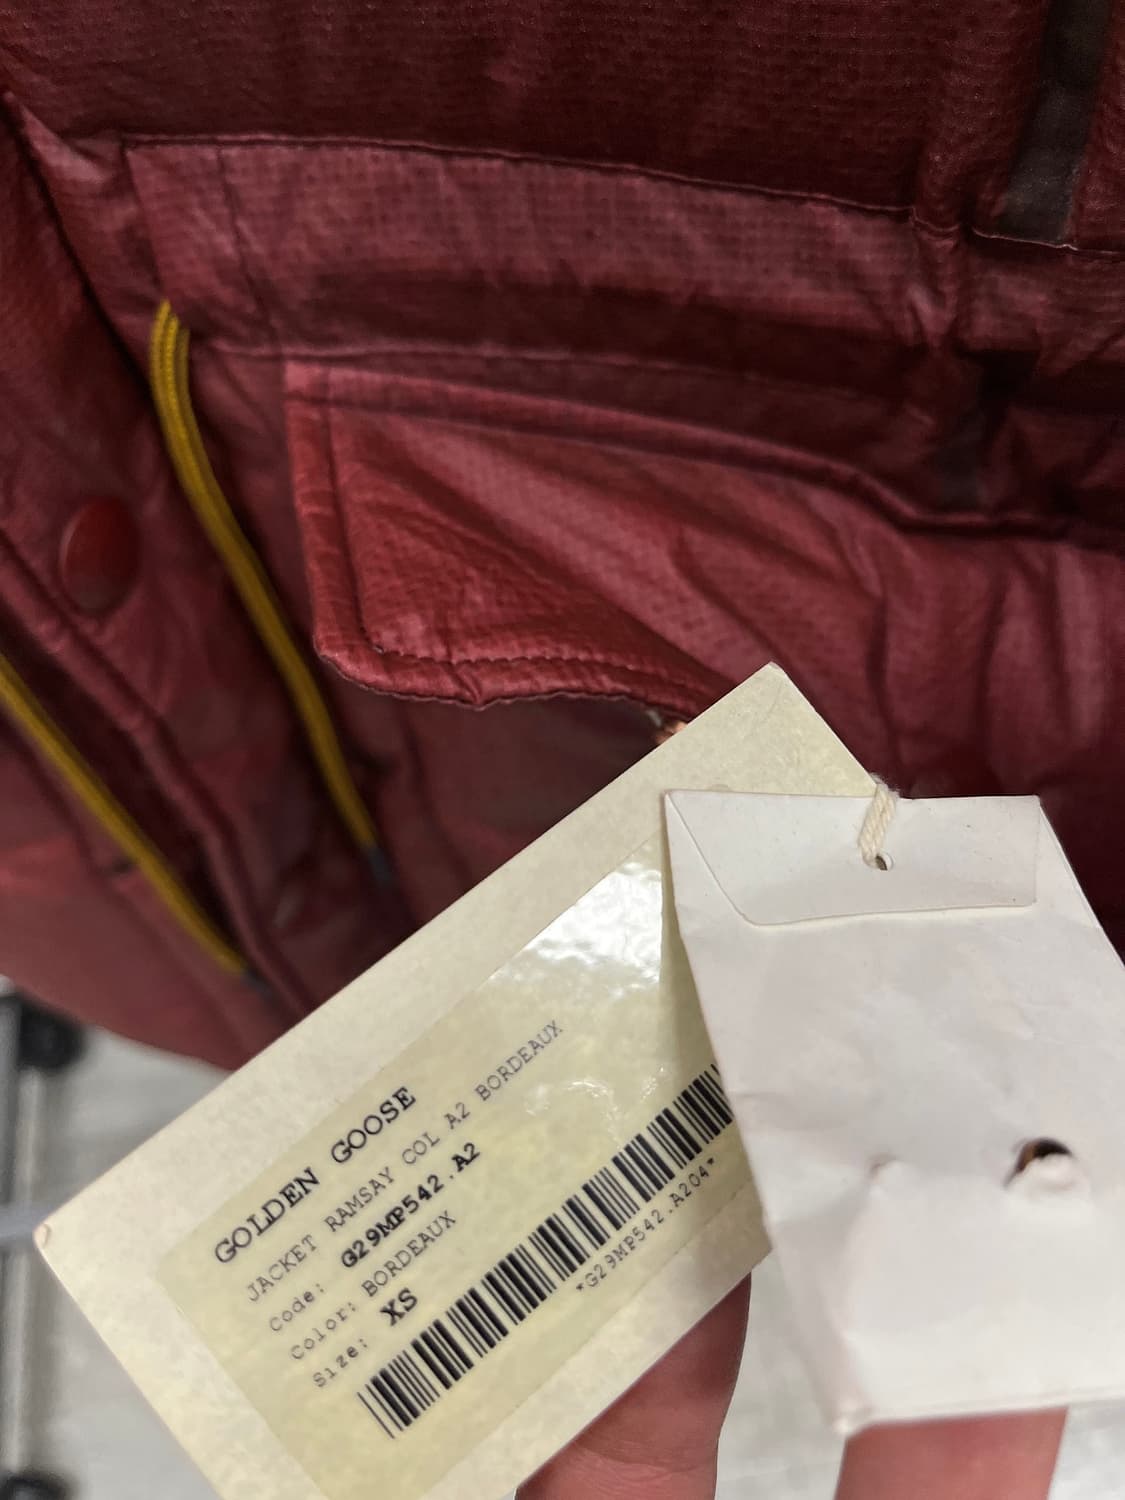 GOLDEN GOOSE
JACKET RAMSAY COL A2 BORDEAUX
Code: G29MP542.A2
Color: BORDEAUX
Size: XS
*G29MP542.A204*